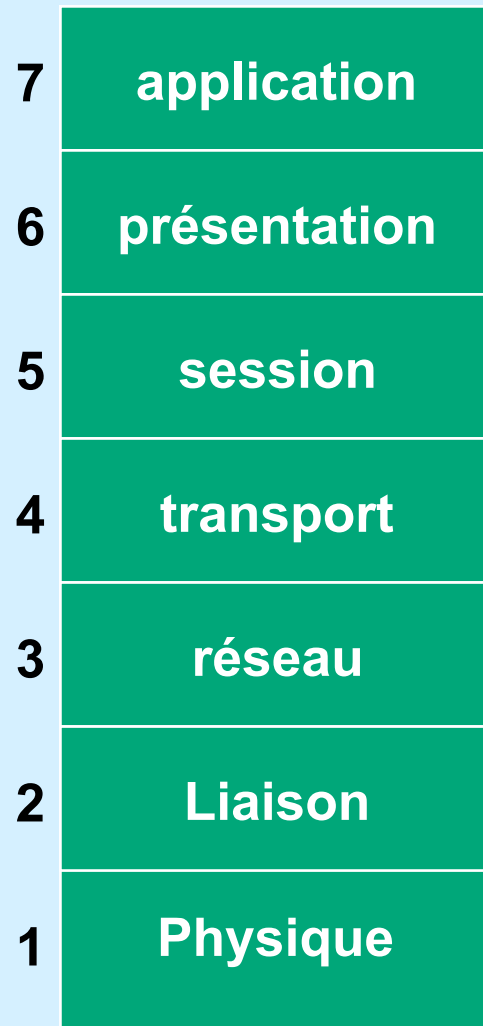 7 application
6 présentation
5 session
4 transport
3 réseau
2 Liaison
1 Physique